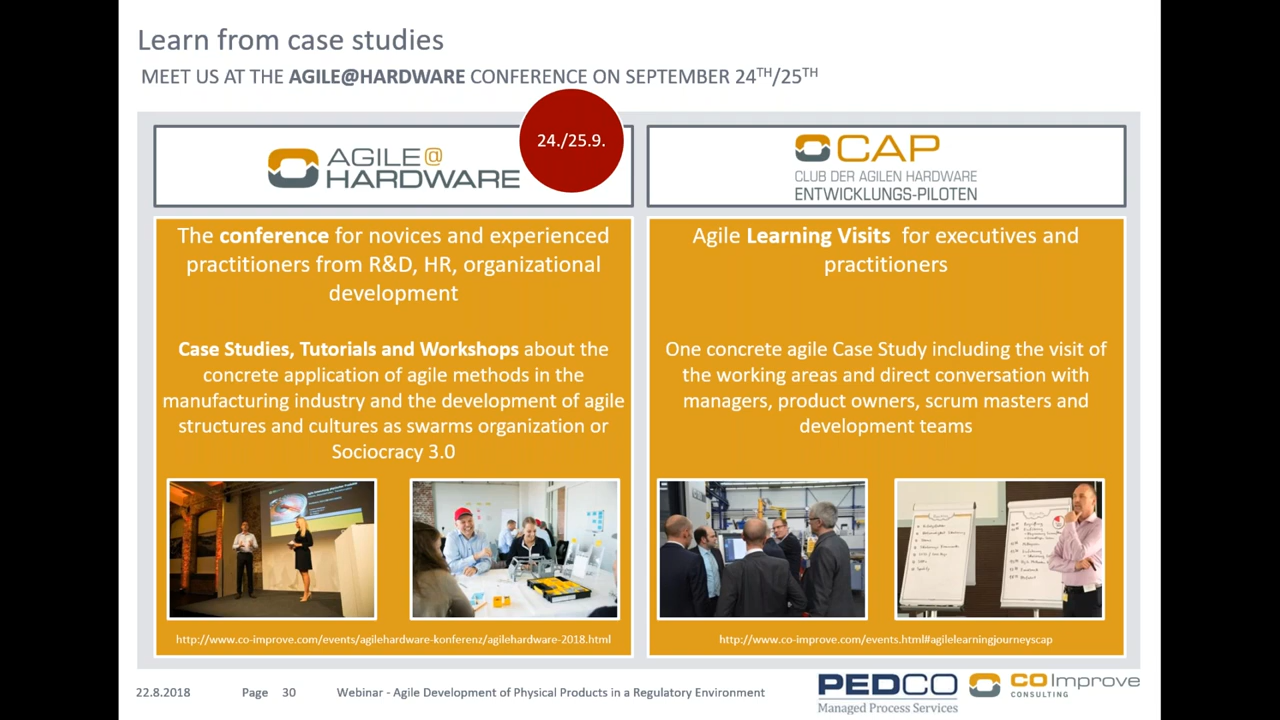 Learn from case studies
MEET US AT THE AGILE@HARDWARE CONFERENCE ON SEPTEMBER 24TH/25TH
24./25.9.
AGILE@
HARDWARE
CAP
CLUB DER AGILEN HARDWARE
ENTWICKLUNGS-PILOTEN
The conference for novices and experienced
practitioners from R&D, HR, organizational
development
Case Studies, Tutorials and Workshops about the
concrete application of agile methods in the
manufacturing industry and the development of agile
structures and cultures as swarms organization or
Sociocracy 3.0
http://www.co-improve.com/events/agilehardware-konferenz/agilehardware-2018.html
Agile Learning Visits for executives and
practitioners
One concrete agile Case Study including the visit of
the working areas and direct conversation with
managers, product owners, scrum masters and
development teams
http://www.co-improve.com/events.html#agilelearningjourneyscap
22.8.2018 Page 30 Webinar - Agile Development of Physical Products in a Regulatory Environment
PEDCO
Managed Process Services
COImprove
CONSULTING